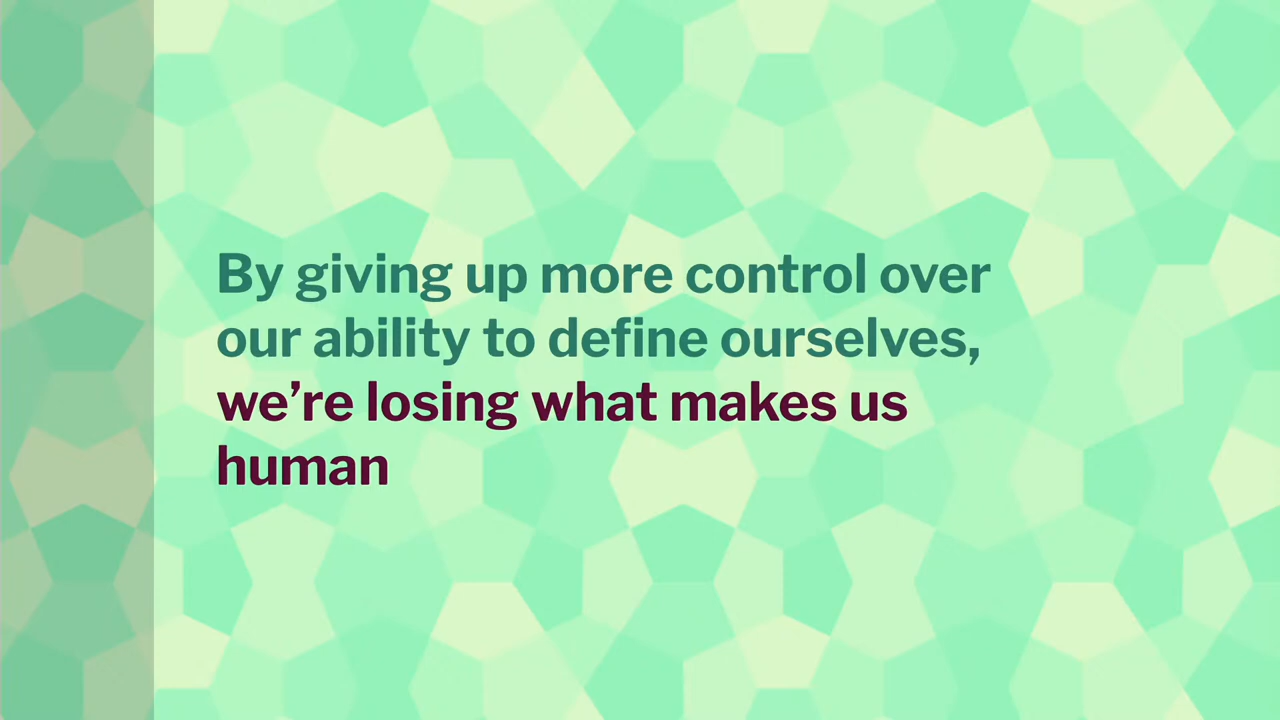 By giving up more control over
our ability to define ourselves,
we’re losing what makes us
human